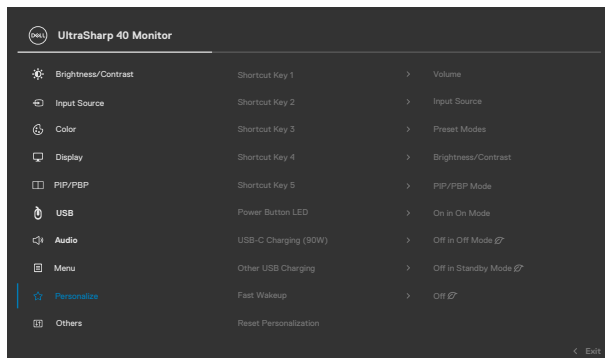 DELL UltraSharp 40 Monitor
Brightness/Contrast Shortcut Key 1 > Volume
Input Source Shortcut Key 2 > Input Source
Color Shortcut Key 3 > Preset Modes
Display Shortcut Key 4 > Brightness/Contrast
PIP/PBP Shortcut Key 5 > PIP/PBP Mode
USB Power Button LED > On in On Mode
Audio USB-C Charging (90W) > Off in Off Mode
Menu Other USB Charging > Off in Standby Mode
Personalize Fast Wakeup > Off
Others Reset Personalization
< Exit